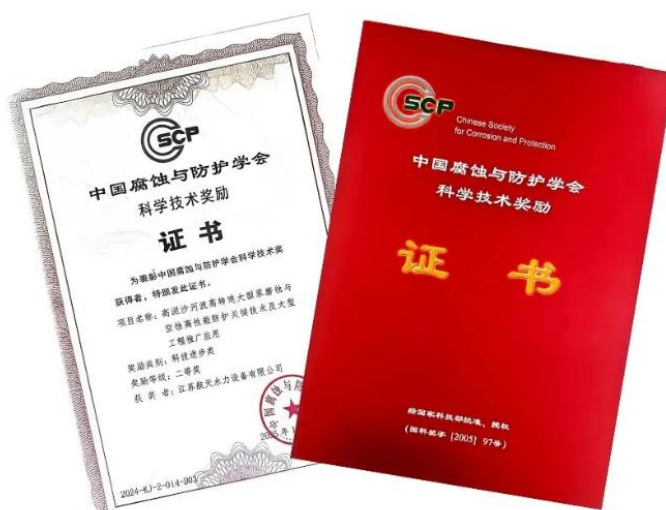 SCP
中国腐蚀与防护学会
科学技术奖励
证书
为表彰中国腐蚀与防护学会科学技术奖
获得者，特颁发此证书。
项目名称：高泥沙河流高转速大型泵磨蚀与
空蚀高性能防护关键技术及大型
工程推广应用
奖励类别：科技进步类
奖励等级：二等奖
获 奖 者：江苏航天水力设备有限公司
2024-KJ-2-014-D01
SCP
Chinese Society
for Corrosion and Protection
中国腐蚀与防护学会
科学技术奖励
证 书
经国家科技部批准、授权
(国科奖字 [2005] 97号)